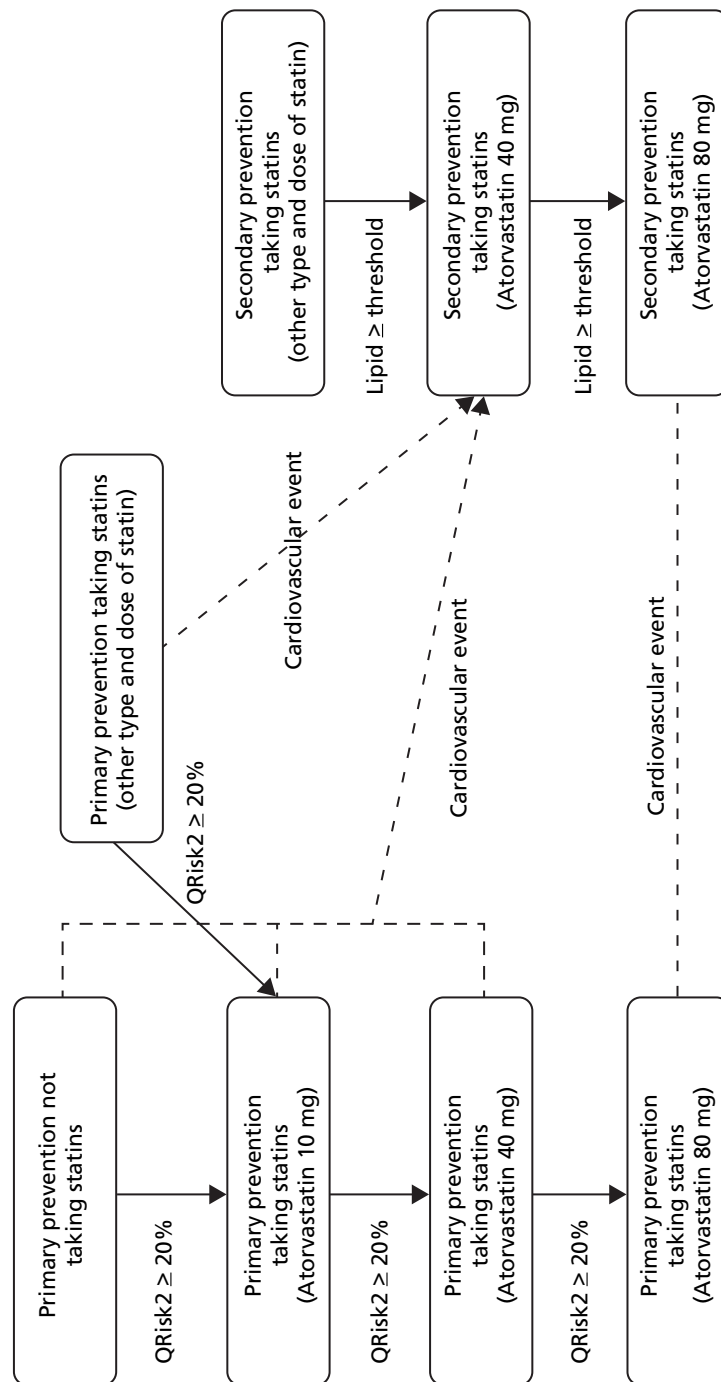 Primary prevention not
taking statins
QRisk2 ≥ 20%
Primary prevention
taking statins
(Atorvastatin 10 mg)
QRisk2 ≥ 20%
Primary prevention
taking statins
(Atorvastatin 40 mg)
QRisk2 ≥ 20%
Primary prevention
taking statins
(Atorvastatin 80 mg)
Primary prevention taking statins
(other type and dose of statin)
QRisk2 ≥ 20%
Cardiovascular event
Cardiovascular event
Cardiovascular event
Secondary prevention
taking statins
(other type and dose of statin)
Lipid ≥ threshold
Secondary prevention
taking statins
(Atorvastatin 40 mg)
Lipid ≥ threshold
Secondary prevention
taking statins
(Atorvastatin 80 mg)